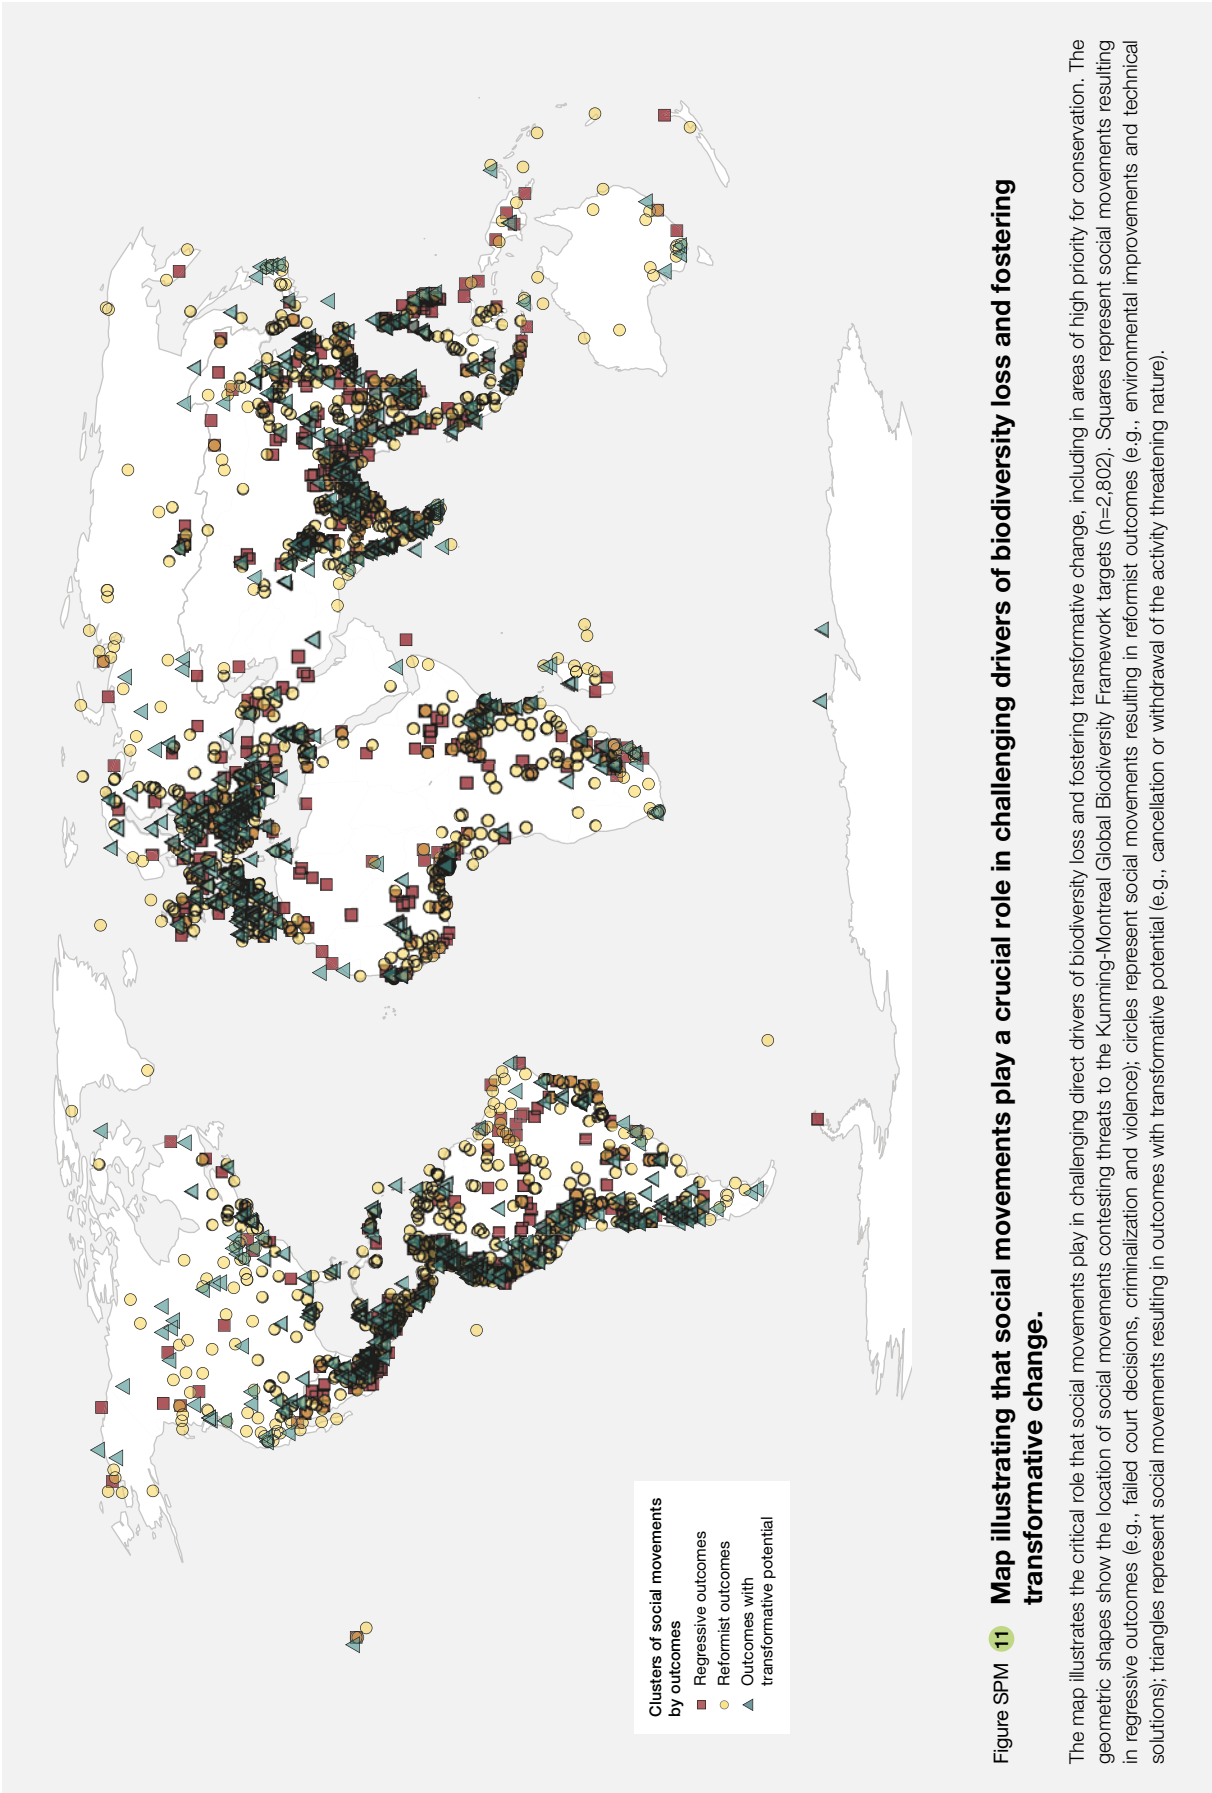 Clusters of social movements
by outcomes
Regressive outcomes
Reformist outcomes
Outcomes with
transformative potential
Figure SPM 11 Map illustrating that social movements play a crucial role in challenging drivers of biodiversity loss and fostering
transformative change.
The map illustrates the critical role that social movements play in challenging direct drivers of biodiversity loss and fostering transformative change, including in areas of high priority for conservation. The
geometric shapes show the location of social movements contesting threats to the Kunming-Montreal Global Biodiversity Framework targets (n=2,802). Squares represent social movements resulting
in regressive outcomes (e.g., failed court decisions, criminalization and violence); circles represent social movements resulting in reformist outcomes (e.g., environmental improvements and technical
solutions); triangles represent social movements resulting in outcomes with transformative potential (e.g., cancellation or withdrawal of the activity threatening nature).